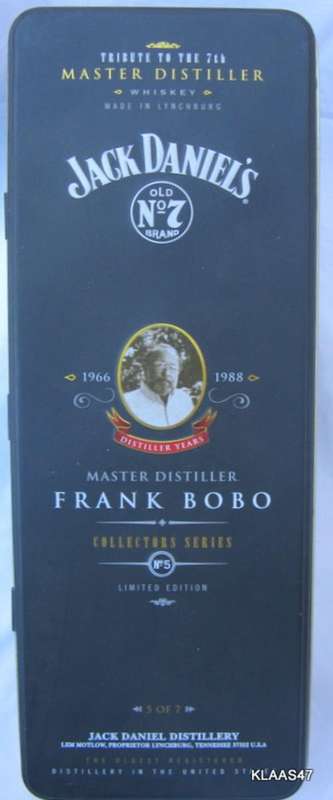 TRIBUTE TO THE 7th
MASTER DISTILLER
WHISKEY
MADE IN LYNCHBURG
JACK DANIEL'S
OLD
Nº7
BRAND
1966 1988
DISTILLER YEARS
MASTER DISTILLER
FRANK BOBO
COLLECTORS SERIES
Nº5
LIMITED EDITION
5 OF 7
JACK DANIEL DISTILLERY
LEM MOTLOW, PROPRIETOR LYNCHBURG, TENNESSEE 37352 U.S.A
THE OLDEST REGISTERED
DISTILLERY IN THE UNITED STATES
KLAAS47